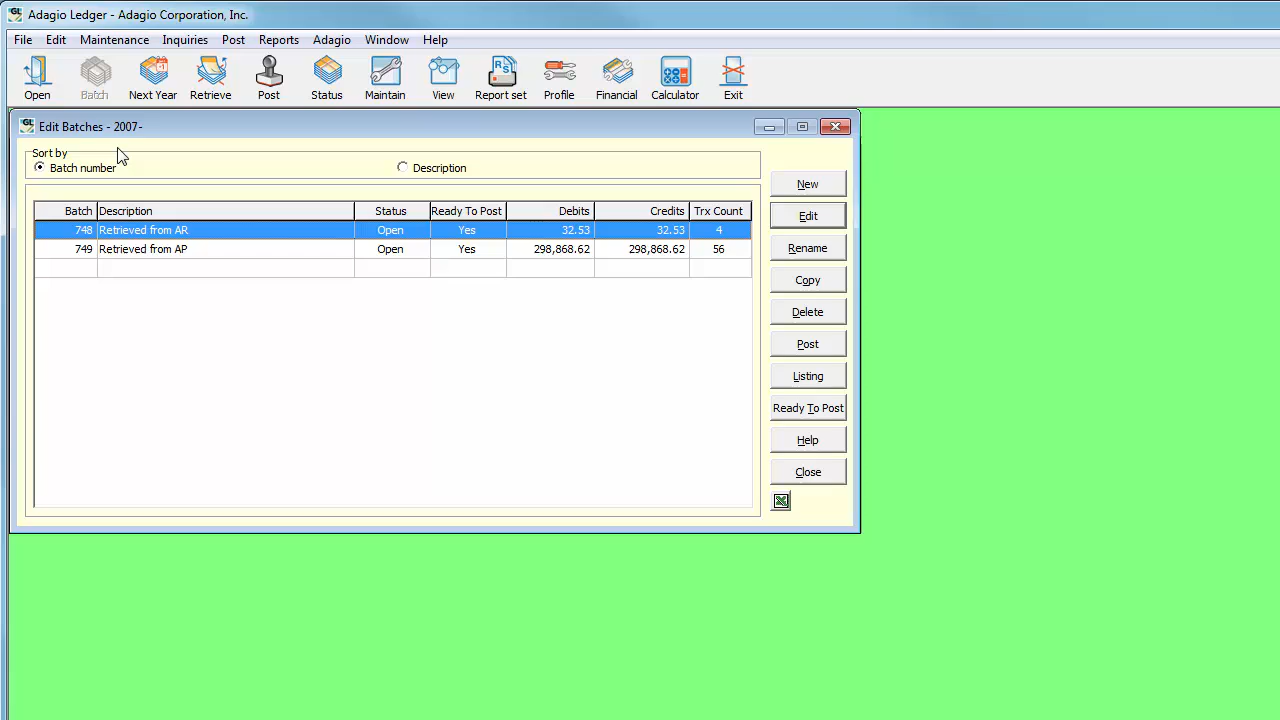 Adagio Ledger - Adagio Corporation, Inc.
File Edit Maintenance Inquiries Post Reports Adagio Window Help
Open Batch Next Year Retrieve Post Status Maintain View Report set Profile Financial Calculator Exit
Edit Batches - 2007-
Sort by
Batch number Description
Batch Description Status Ready To Post Debits Credits Trx Count
748 Retrieved from AR Open Yes 32.53 32.53 4
749 Retrieved from AP Open Yes 298,868.62 298,868.62 56
New
Edit
Rename
Copy
Delete
Post
Listing
Ready To Post
Help
Close